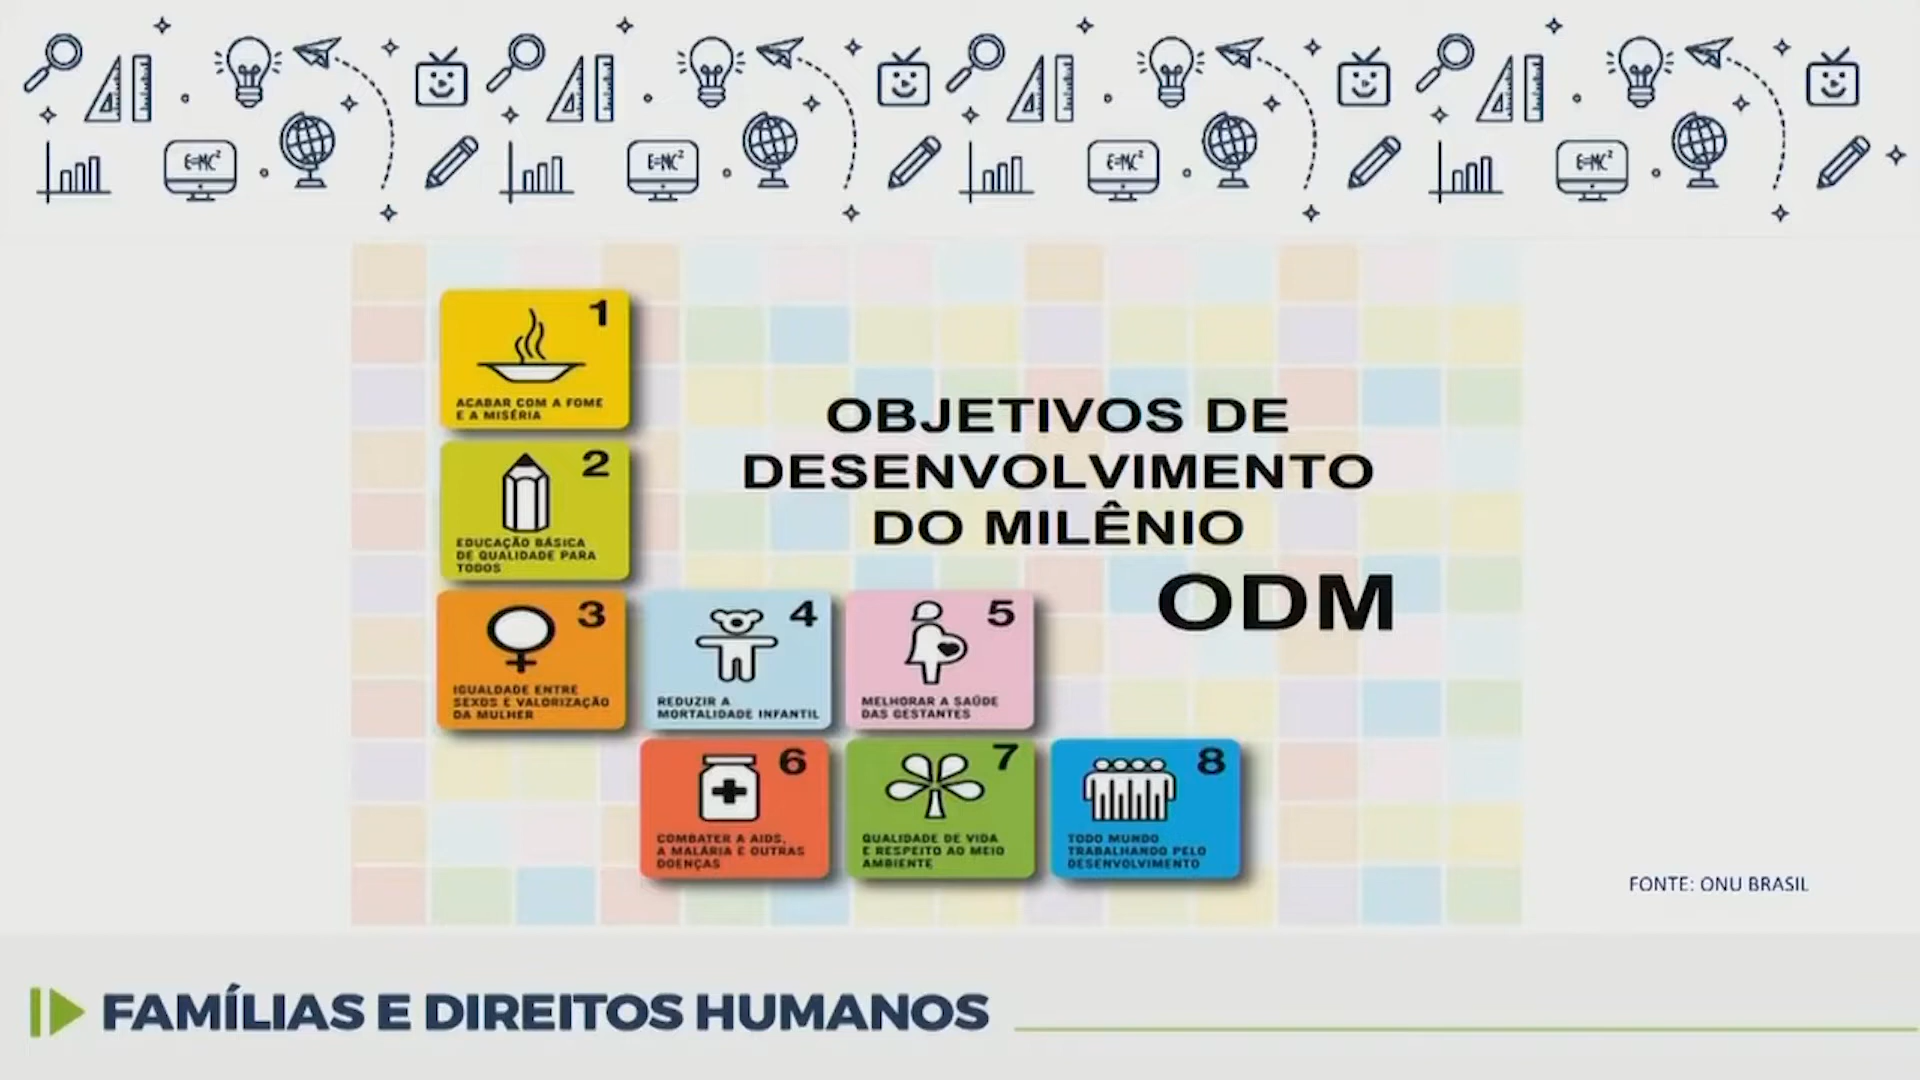 E=MC²
E=MC²
E=MC²
E=MC²
1
ACABAR COM A FOME
E A MISÉRIA
2
EDUCAÇÃO BÁSICA
DE QUALIDADE PARA
TODOS
OBJETIVOS DE
DESENVOLVIMENTO
DO MILÊNIO
ODM
3
IGUALDADE ENTRE
SEXOS E VALORIZAÇÃO
DA MULHER
4
REDUZIR A
MORTALIDADE INFANTIL
5
MELHORAR A SAÚDE
DAS GESTANTES
6
COMBATER A AIDS,
A MALÁRIA E OUTRAS
DOENÇAS
7
QUALIDADE DE VIDA
E RESPEITO AO MEIO
AMBIENTE
8
TODO MUNDO
TRABALHANDO PELO
DESENVOLVIMENTO
FONTE: ONU BRASIL
FAMÍLIAS E DIREITOS HUMANOS